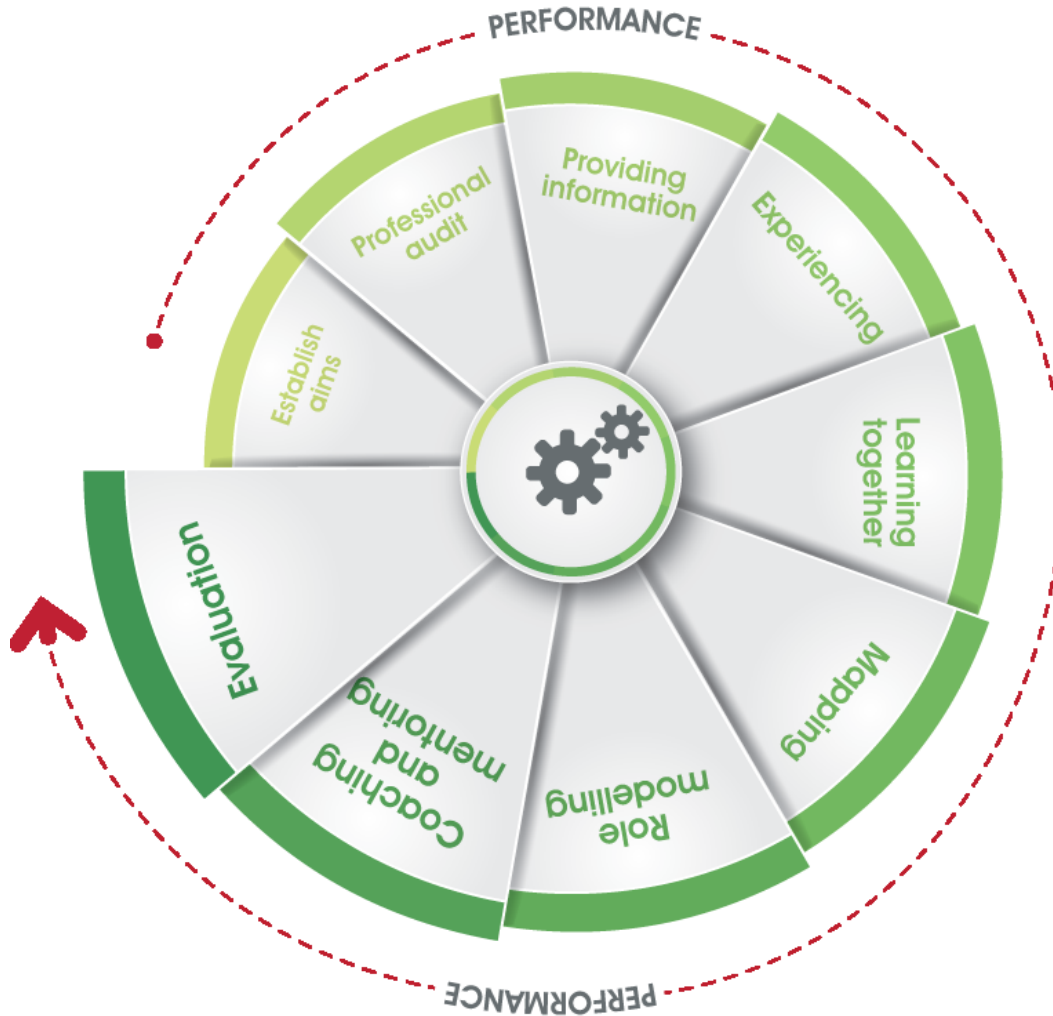 PERFORMANCE
Establish
aims
Professional
audit
Providing
information
Experiencing
Learning
together
Mapping
Role
modelling
Coaching
and
mentoring
Evaluation
PERFORMANCE